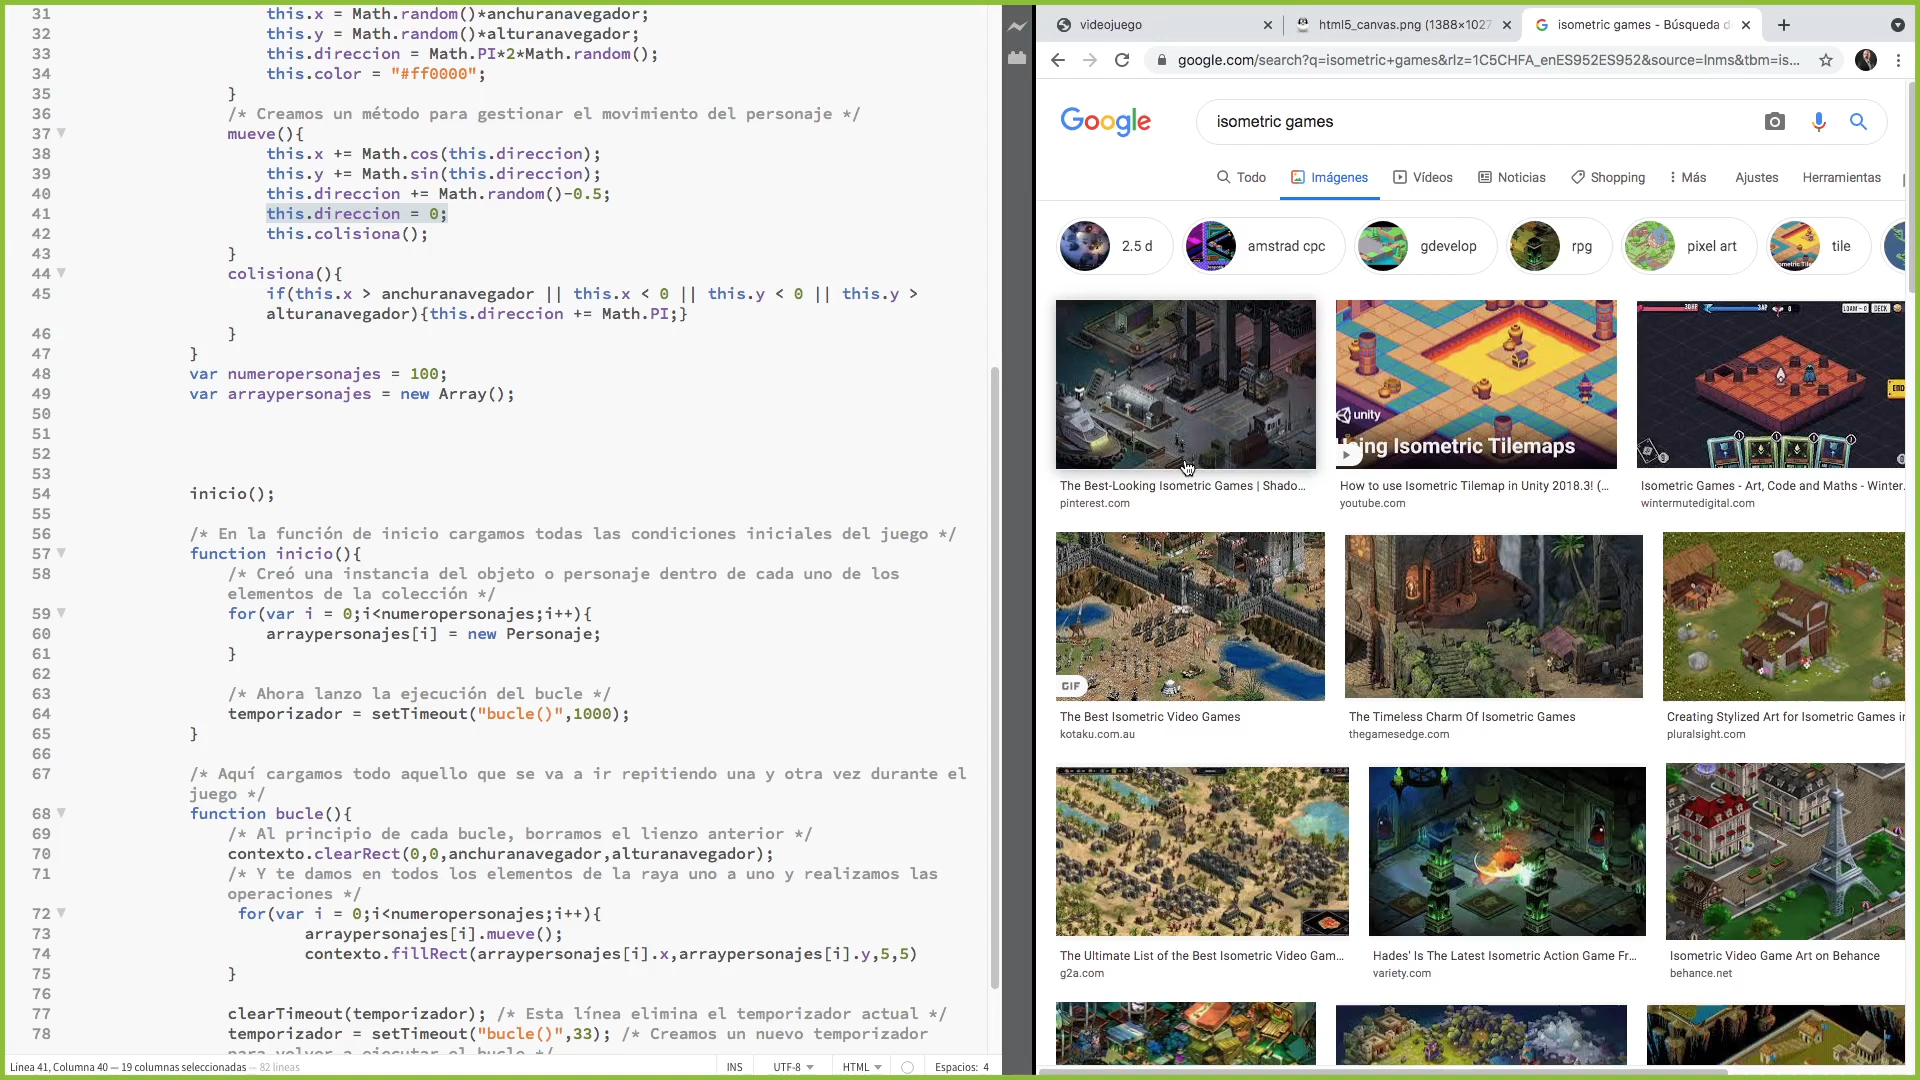 31 this.x = Math.random()*anchuranavegador;
32 this.y = Math.random()*alturanavegador;
33 this.direccion = Math.PI*2*Math.random();
34 this.color = "#ff0000";
35 }
36 /* Creamos un método para gestionar el movimiento del personaje */
37 mueve(){
38 this.x += Math.cos(this.direccion);
39 this.y += Math.sin(this.direccion);
40 this.direccion += Math.random()-0.5;
41 this.direccion = 0;
42 this.colisiona();
43 }
44 colisiona(){
45 if(this.x > anchuranavegador || this.x < 0 || this.y < 0 || this.y >
alturanavegador){this.direccion += Math.PI;}
46 }
47 }
48 var numeropersonajes = 100;
49 var arraypersonajes = new Array();
50
51
52
53
54 inicio();
55
56 /* En la función de inicio cargamos todas las condiciones iniciales del juego */
57 function inicio(){
58 /* Creó una instancia del objeto o personaje dentro de cada uno de los
elementos de la colección */
59 for(var i = 0;i<numeropersonajes;i++){
60 arraypersonajes[i] = new Personaje;
61 }
62
63 /* Ahora lanzo la ejecución del bucle */
64 temporizador = setTimeout("bucle()",1000);
65 }
66
67 /* Aquí cargamos todo aquello que se va a ir repitiendo una y otra vez durante el
juego */
68 function bucle(){
69 /* Al principio de cada bucle, borramos el lienzo anterior */
70 contexto.clearRect(0,0,anchuranavegador,alturanavegador);
71 /* Y te damos en todos los elementos de la raya uno a uno y realizamos las
operaciones */
72 for(var i = 0;i<numeropersonajes;i++){
73 arraypersonajes[i].mueve();
74 contexto.fillRect(arraypersonajes[i].x,arraypersonajes[i].y,5,5)
75 }
76
77 clearTimeout(temporizador); /* Esta línea elimina el temporizador actual */
78 temporizador = setTimeout("bucle()",33); /* Creamos un nuevo temporizador
para volver a ejecutar el bucle */
Línea 41, Columna 40 — 19 columnas seleccionadas — 82 líneas
INS UTF-8 HTML Espacios: 4
videojuego html5_canvas.png (1388×1027 isometric games - Búsqueda d
google.com/search?q=isometric+games&rlz=1C5CHFA_enES952ES952&source=lnms&tbm=is...
Google isometric games
Todo Imágenes Vídeos Noticias Shopping Más Ajustes Herramientas
2.5 d amstrad cpc gdevelop rpg pixel art tile
unity
ing Isometric Tilemaps
DECK
END
The Best-Looking Isometric Games | Shado... How to use Isometric Tilemap in Unity 2018.3! (... Isometric Games - Art, Code and Maths - Winter.
pinterest.com youtube.com wintermutedigital.com
GIF
The Best Isometric Video Games The Timeless Charm Of Isometric Games Creating Stylized Art for Isometric Games in
kotaku.com.au thegamesedge.com pluralsight.com
The Ultimate List of the Best Isometric Video Gam... Hades' Is The Latest Isometric Action Game Fr... Isometric Video Game Art on Behance
g2a.com variety.com behance.net